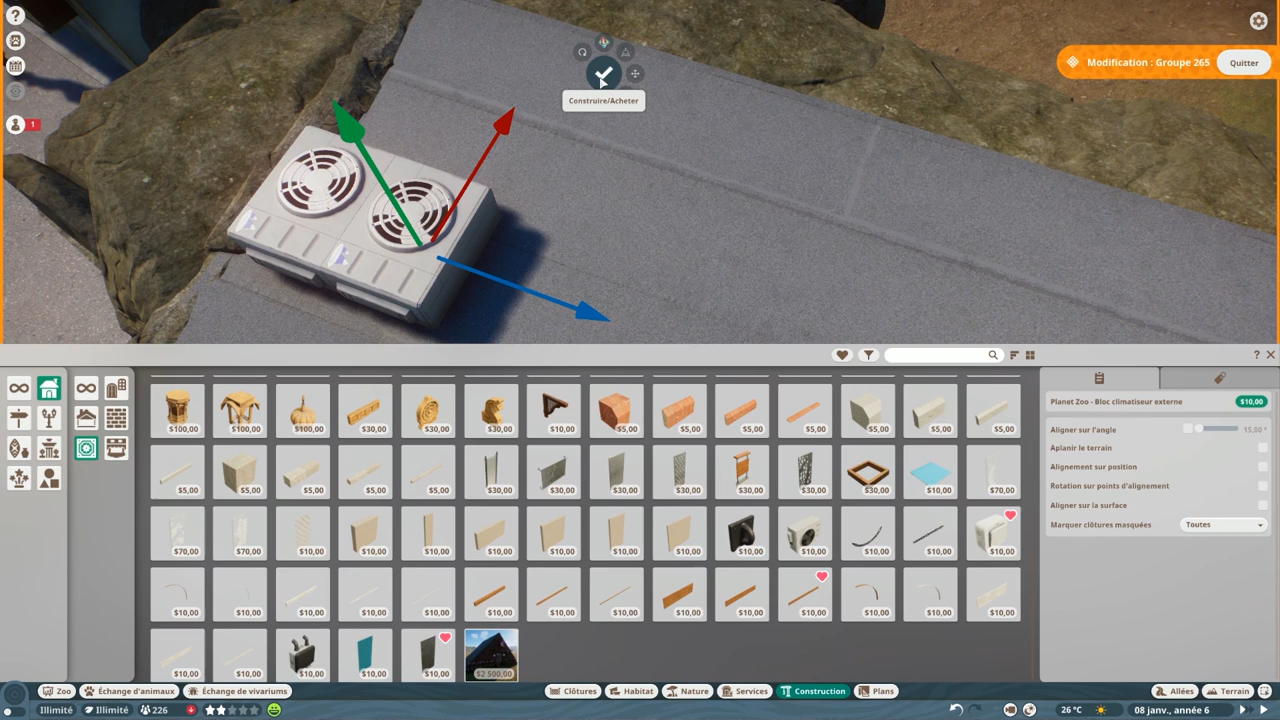 Modification : Groupe 265
Quitter
1
Construire/Acheter
Planet Zoo - Bloc climatiseur externe
$10,00
Aligner sur l'angle
15,00 °
Aplanir le terrain
Alignement sur position
Rotation sur points d'alignement
Aligner sur la surface
Marquer clôtures masquées
Toutes
$100,00 $100,00 $100,00 $30,00 $30,00 $30,00 $10,00 $5,00 $5,00 $5,00 $5,00 $5,00 $5,00 $5,00
$5,00 $5,00 $5,00 $5,00 $5,00 $30,00 $30,00 $30,00 $30,00 $30,00 $30,00 $30,00 $10,00 $70,00
$70,00 $70,00 $10,00 $10,00 $10,00 $10,00 $10,00 $10,00 $10,00 $10,00 $10,00 $10,00 $10,00 $10,00
$10,00 $10,00 $10,00 $10,00 $10,00 $10,00 $10,00 $10,00 $10,00 $10,00 $10,00 $10,00 $10,00 $10,00
$10,00 $10,00 $10,00 $10,00 $10,00 $2 500,00
Zoo
Échange d'animaux
Échange de vivariums
Clôtures
Habitat
Nature
Services
Construction
Plans
Allées
Terrain
Illimité
Illimité
226
26 °C
08 janv., année 6